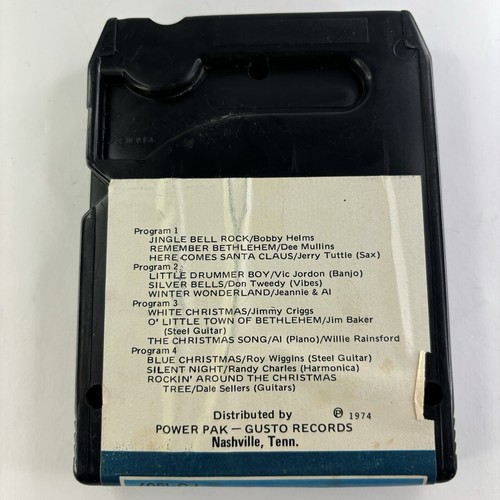 Program 1
JINGLE BELL ROCK/Bobby Helms
REMEMBER BETHLEHEM/Dee Mullins
HERE COMES SANTA CLAUS/Jerry Tuttle (Sax)
Program 2
LITTLE DRUMMER BOY/Vic Jordon (Banjo)
SILVER BELLS/Don Tweedy (Vibes)
WINTER WONDERLAND/Jeannie & Al
Program 3
WHITE CHRISTMAS/Jimmy Criggs
O' LITTLE TOWN OF BETHLEHEM/Jim Baker
(Steel Guitar)
THE CHRISTMAS SONG/Al (Piano)/Willie Rainsford
Program 4
BLUE CHRISTMAS/Roy Wiggins (Steel Guitar)
SILENT NIGHT/Randy Charles (Harmonica)
ROCKIN' AROUND THE CHRISTMAS
TREE/Dale Sellers (Guitars)
Distributed by ℗ 1974
POWER PAK — GUSTO RECORDS
Nashville, Tenn.